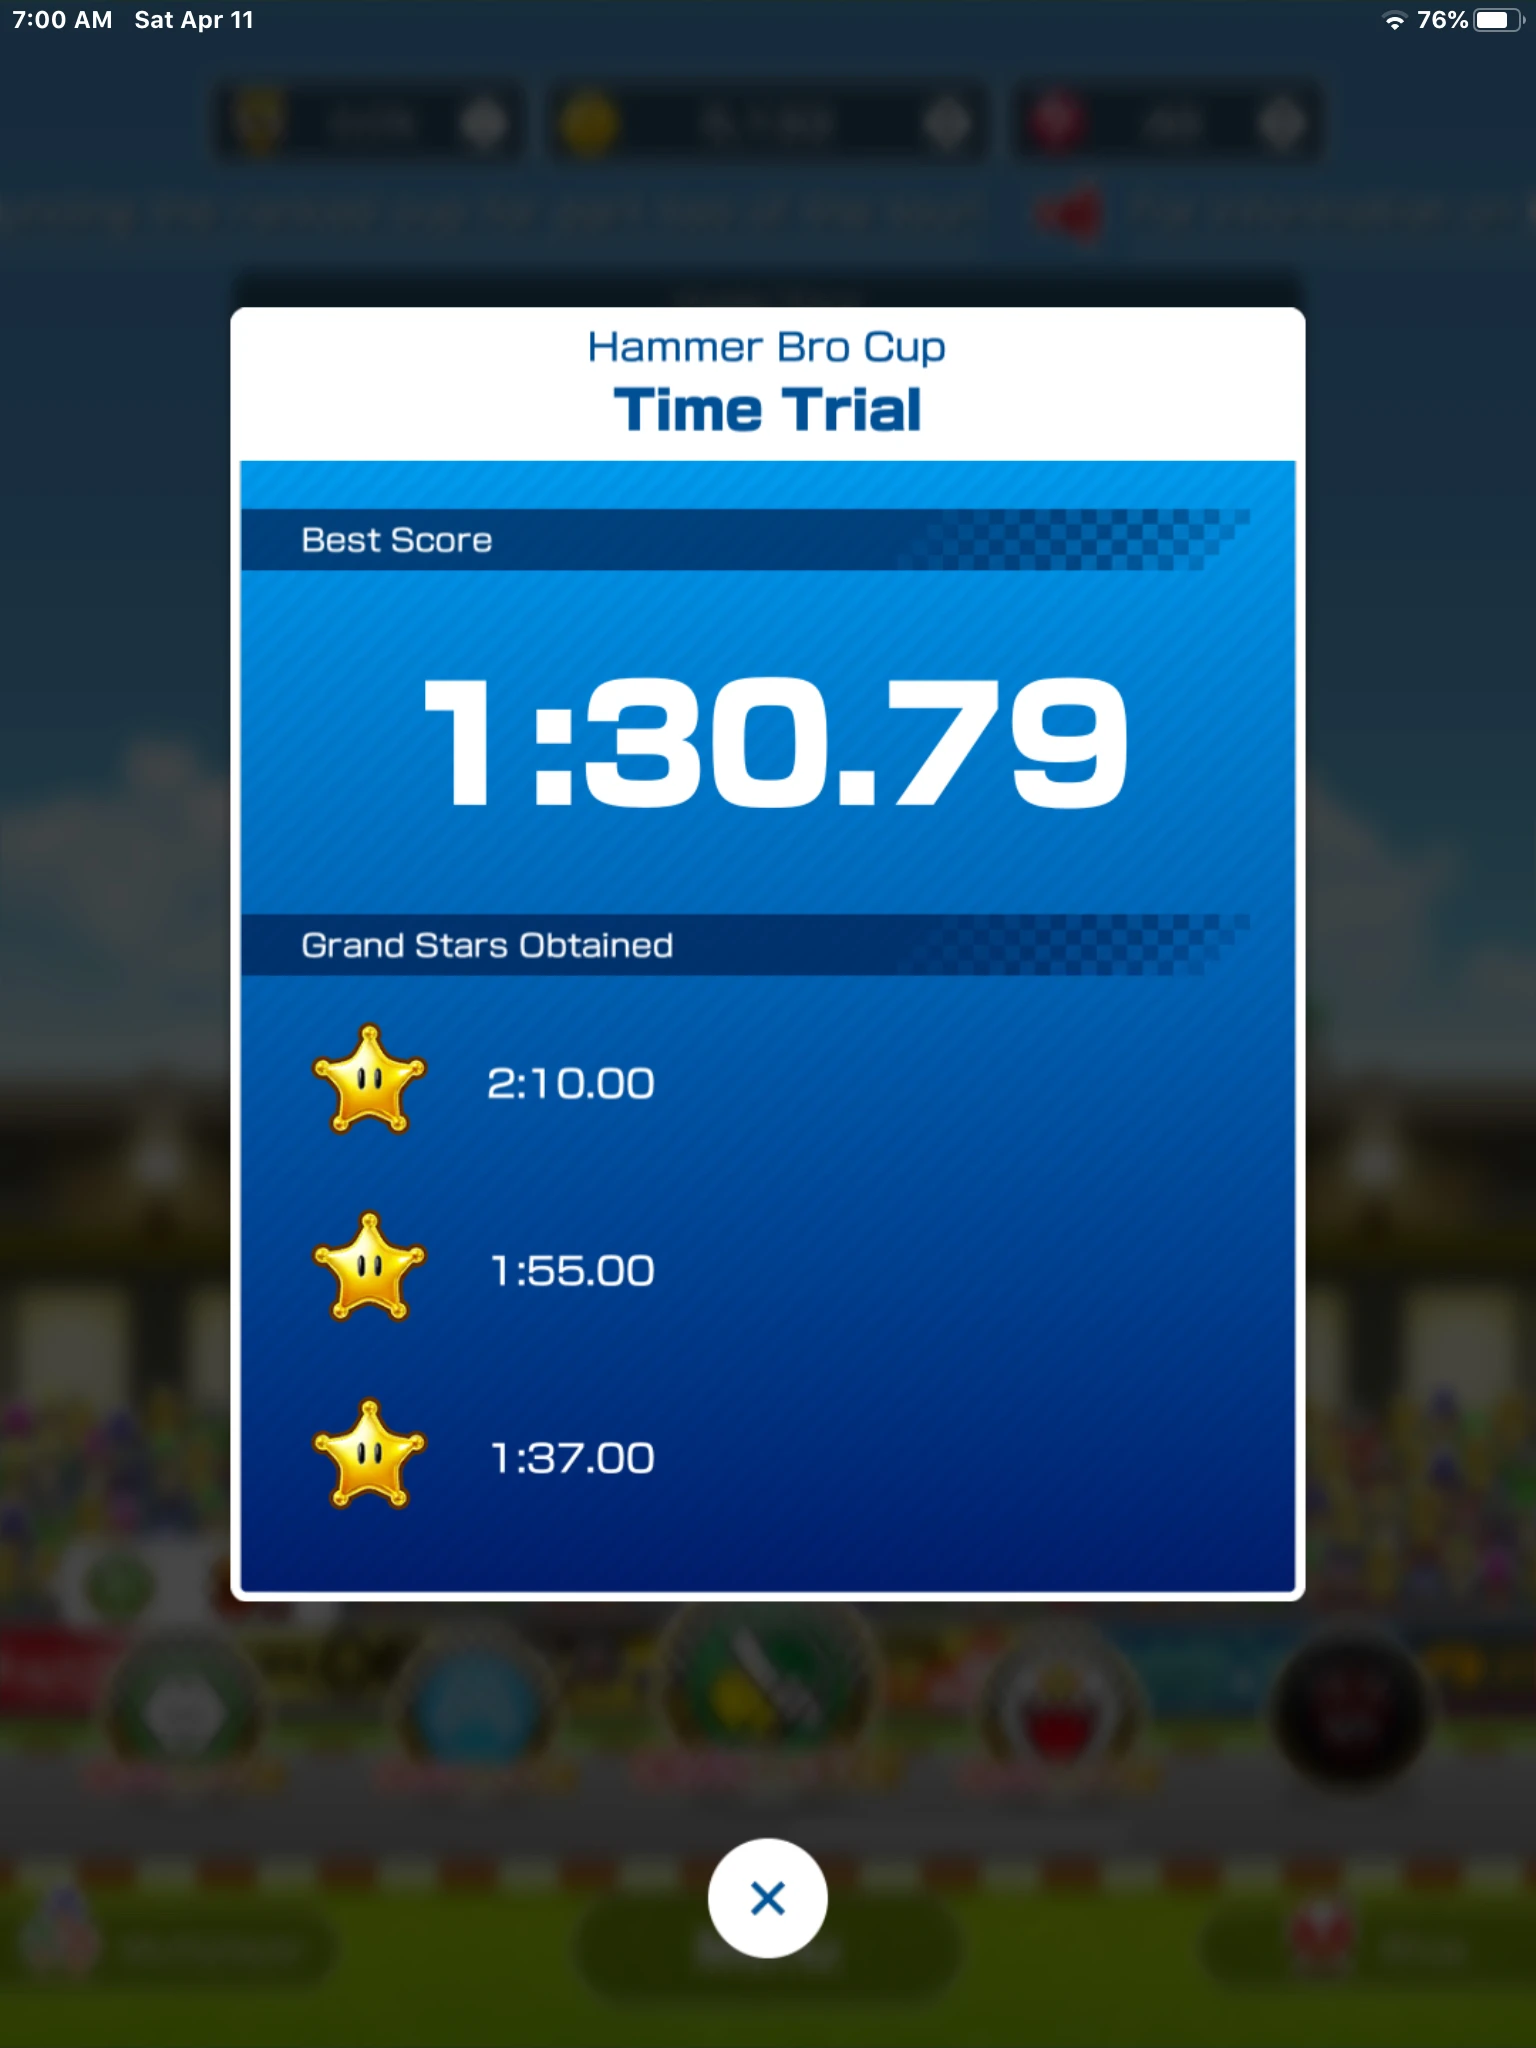 7:00 AM Sat Apr 11
76%
Hammer Bro Cup
Time Trial
Best Score
1:30.79
Grand Stars Obtained
2:10.00
1:55.00
1:37.00